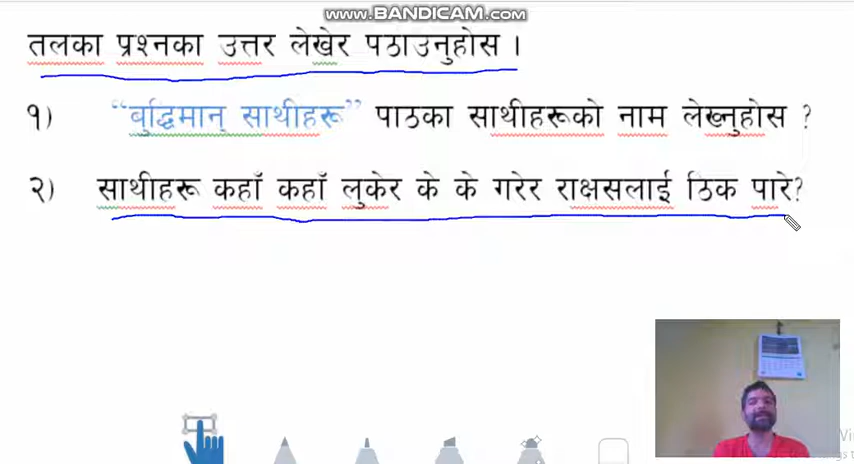 www.BANDICAM.com
तलका प्रश्नका उत्तर लेखेर पठाउनुहोस ।
१) “बुद्धिमान् साथीहरू” पाठका साथीहरूको नाम लेख्नुहोस ?
२) साथीहरू कहाँ कहाँ लुकेर के के गरेर राक्षसलाई ठिक पारे?